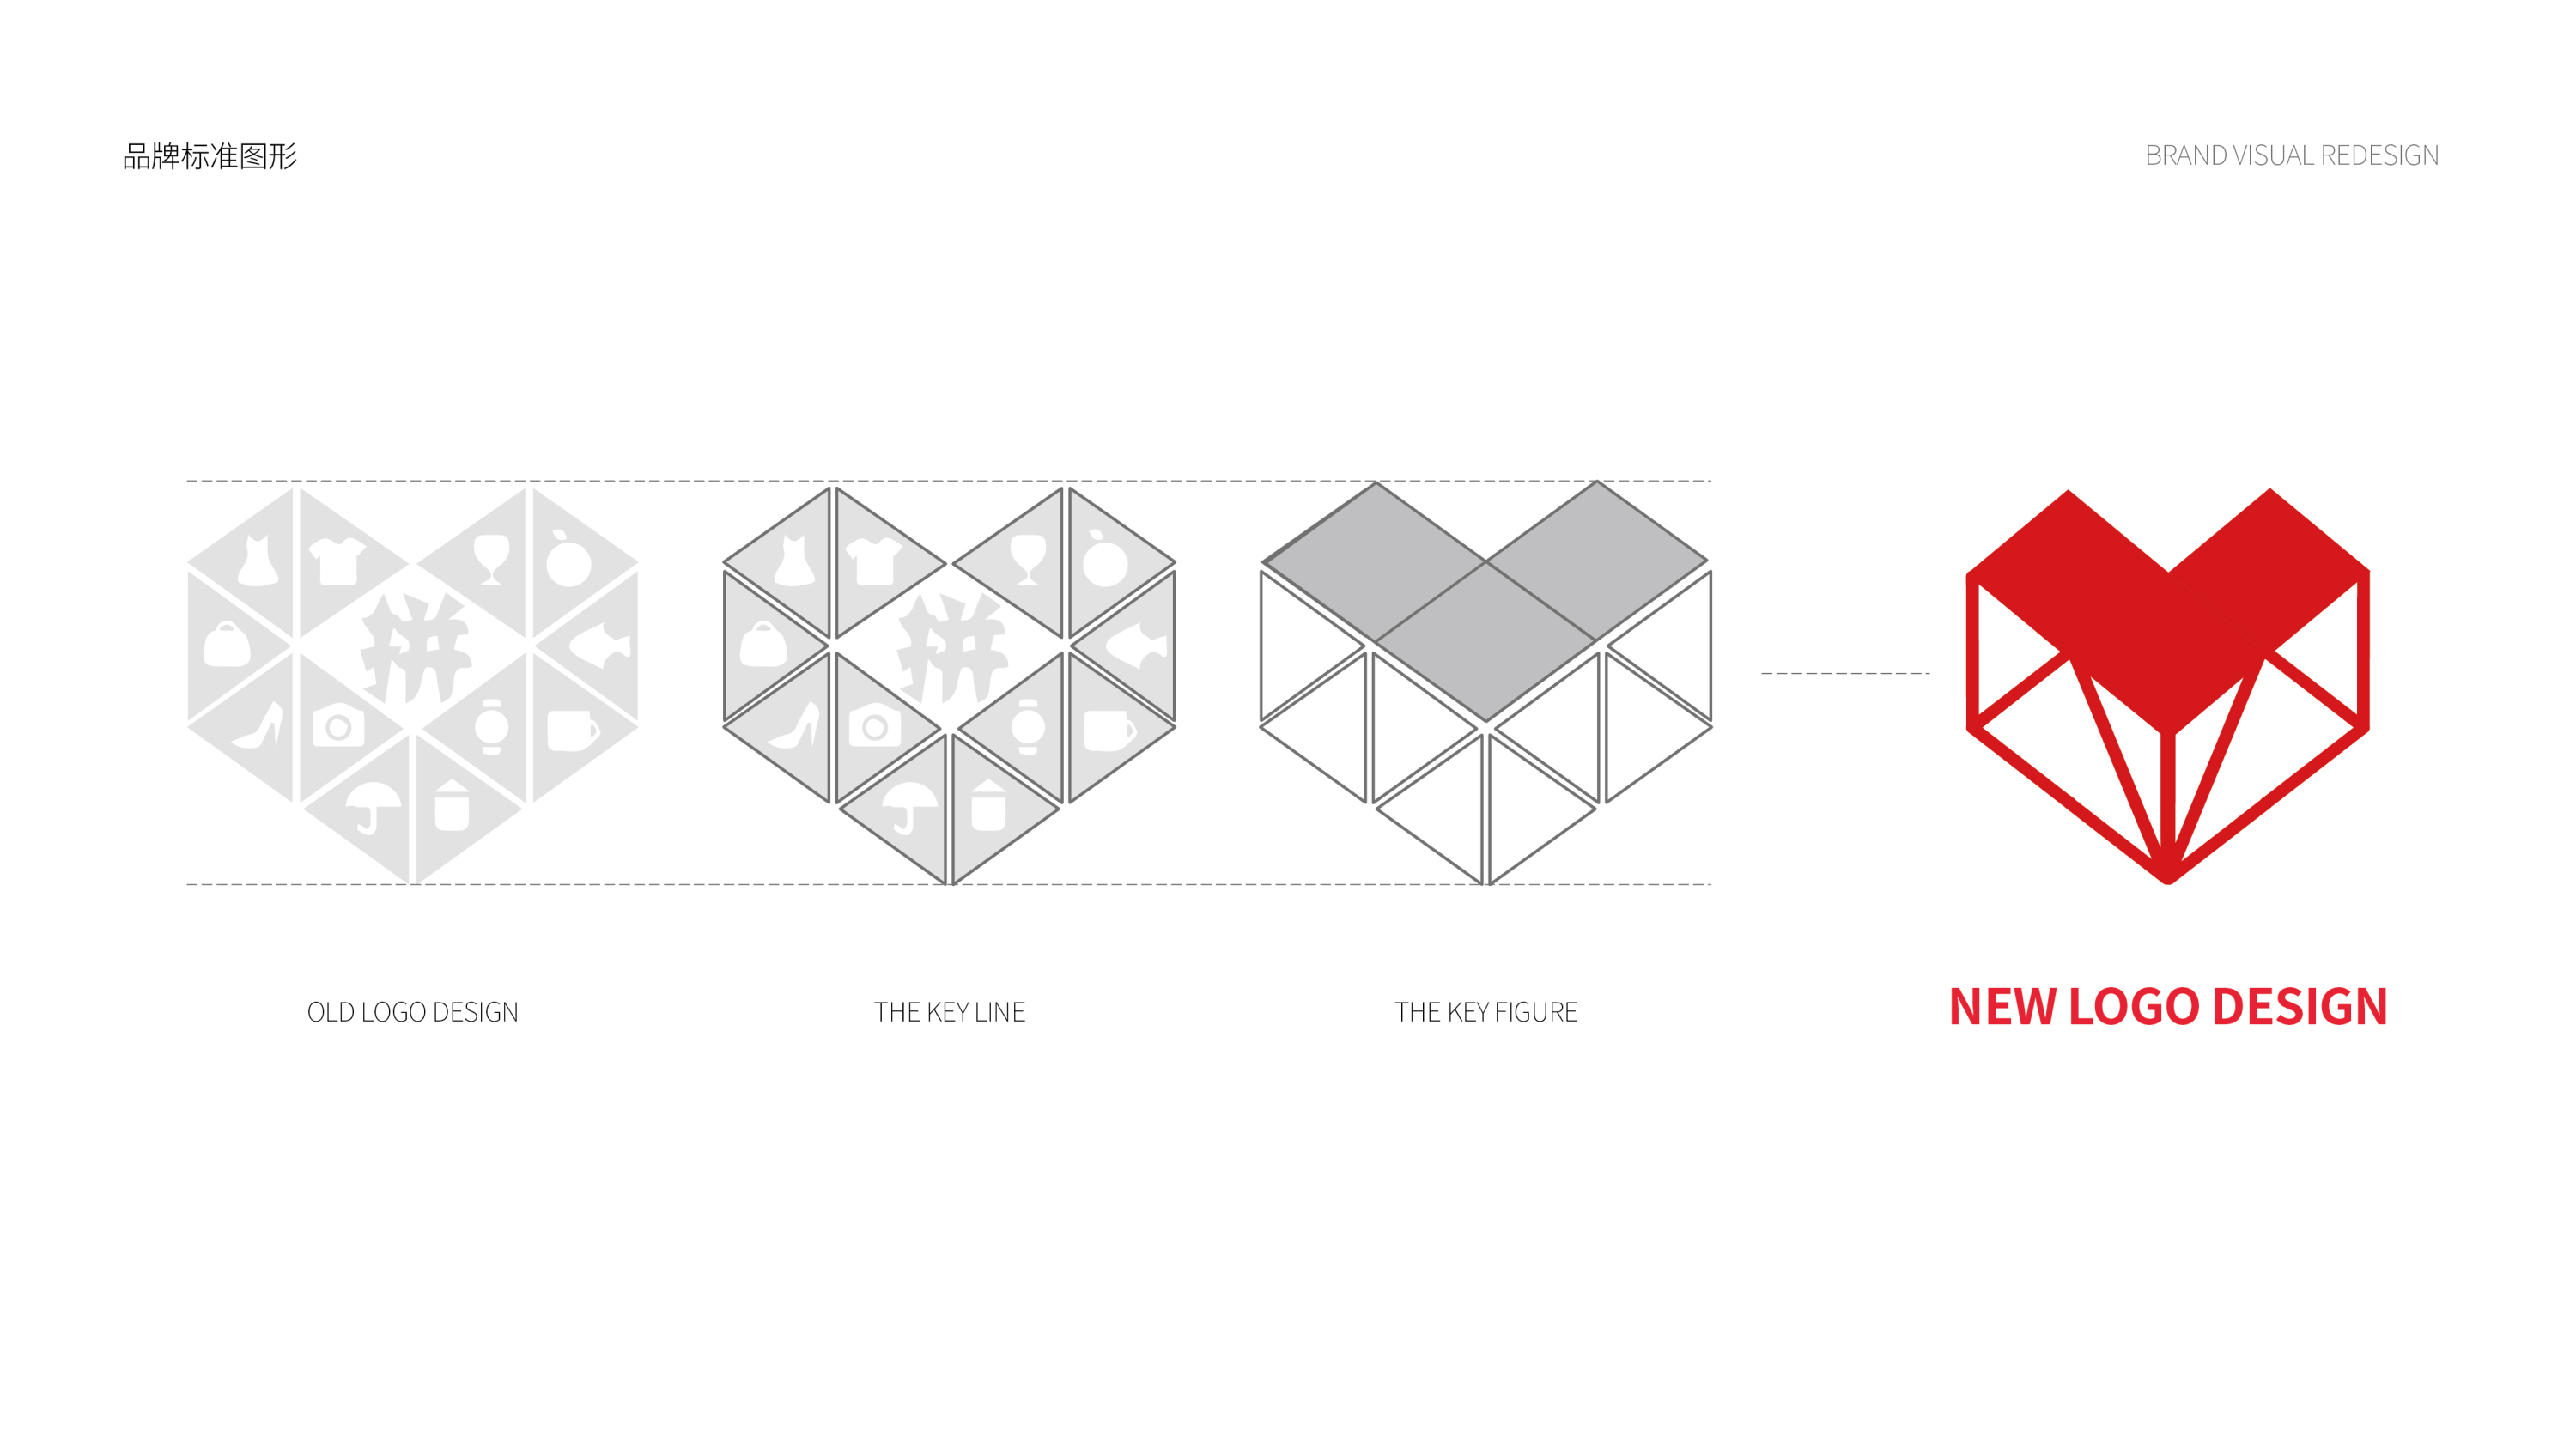 品牌标准图形
BRAND VISUAL REDESIGN
拼
拼
OLD LOGO DESIGN
THE KEY LINE
THE KEY FIGURE
NEW LOGO DESIGN